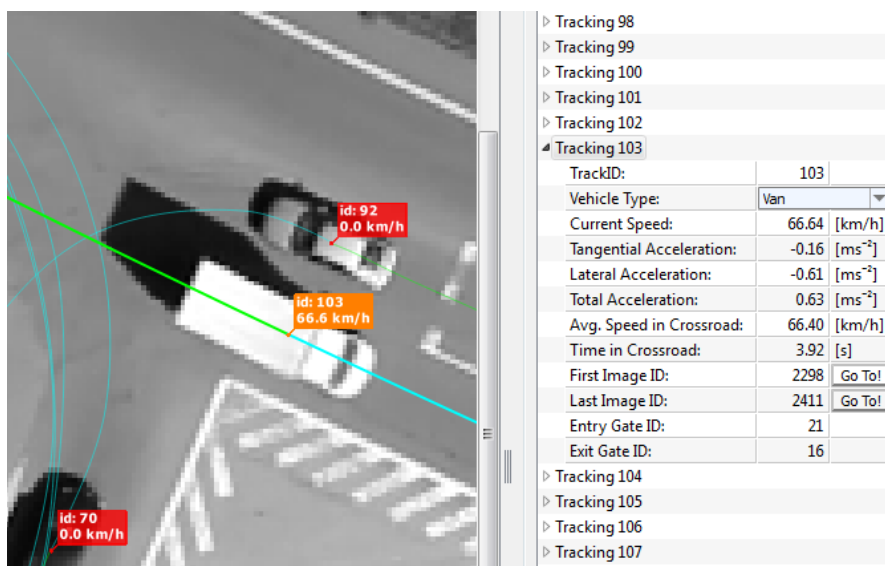 id: 92
0.0 km/h
id: 103
66.6 km/h
id: 70
0.0 km/h
Tracking 98
Tracking 99
Tracking 100
Tracking 101
Tracking 102
Tracking 103
TrackID: 103
Vehicle Type: Van
Current Speed: 66.64 [km/h]
Tangential Acceleration: -0.16 [ms⁻²]
Lateral Acceleration: -0.61 [ms⁻²]
Total Acceleration: 0.63 [ms⁻²]
Avg. Speed in Crossroad: 66.40 [km/h]
Time in Crossroad: 3.92 [s]
First Image ID: 2298 Go To!
Last Image ID: 2411 Go To!
Entry Gate ID: 21
Exit Gate ID: 16
Tracking 104
Tracking 105
Tracking 106
Tracking 107